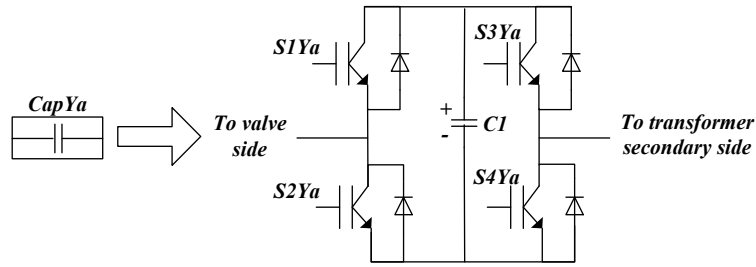 S1Ya
S3Ya
CapYa
To valve
side
+
-
C1
To transformer
secondary side
S2Ya
S4Ya